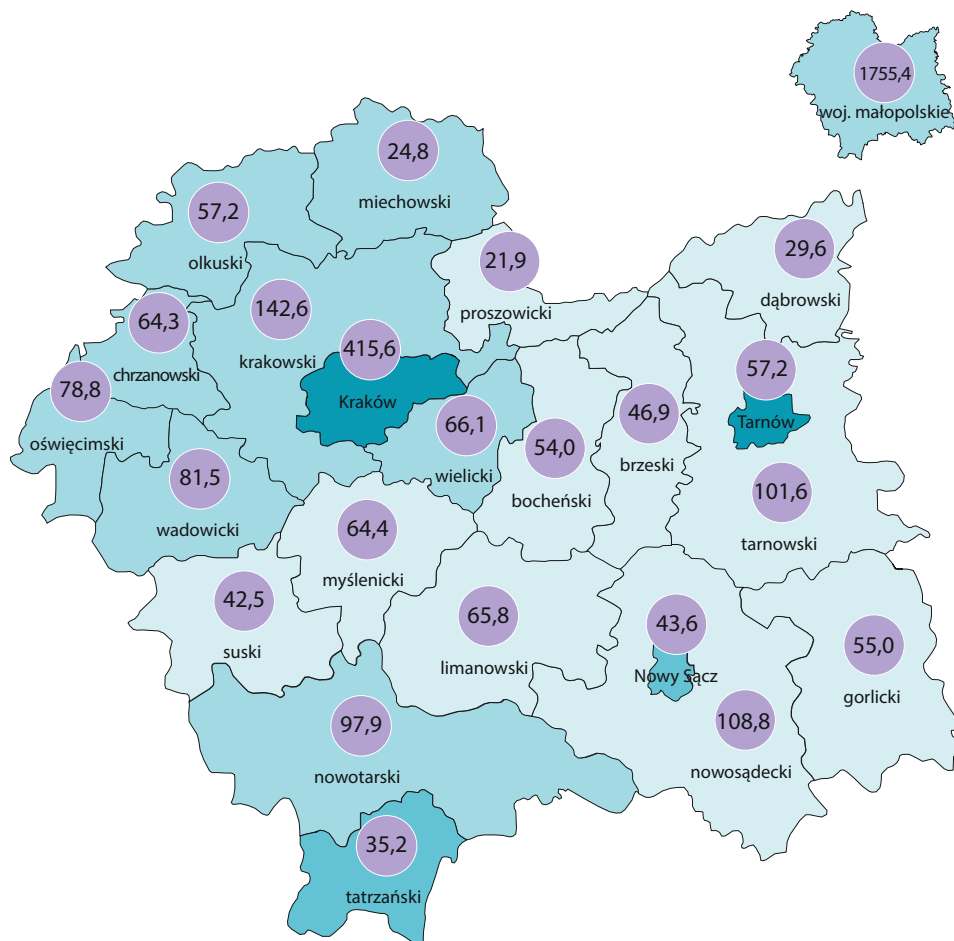 1755,4
woj. małopolskie
24,8
miechowski
57,2
olkuski
21,9
proszowicki
29,6
dąbrowski
142,6
krakowski
64,3
chrzanowski
415,6
Kraków
78,8
oświęcimski
57,2
Tarnów
66,1
wielicki
46,9
brzeski
54,0
bocheński
81,5
wadowicki
101,6
tarnowski
64,4
myślenicki
42,5
suski
65,8
limanowski
43,6
Nowy Sącz
55,0
gorlicki
97,9
nowotarski
108,8
nowosądecki
35,2
tatrzański